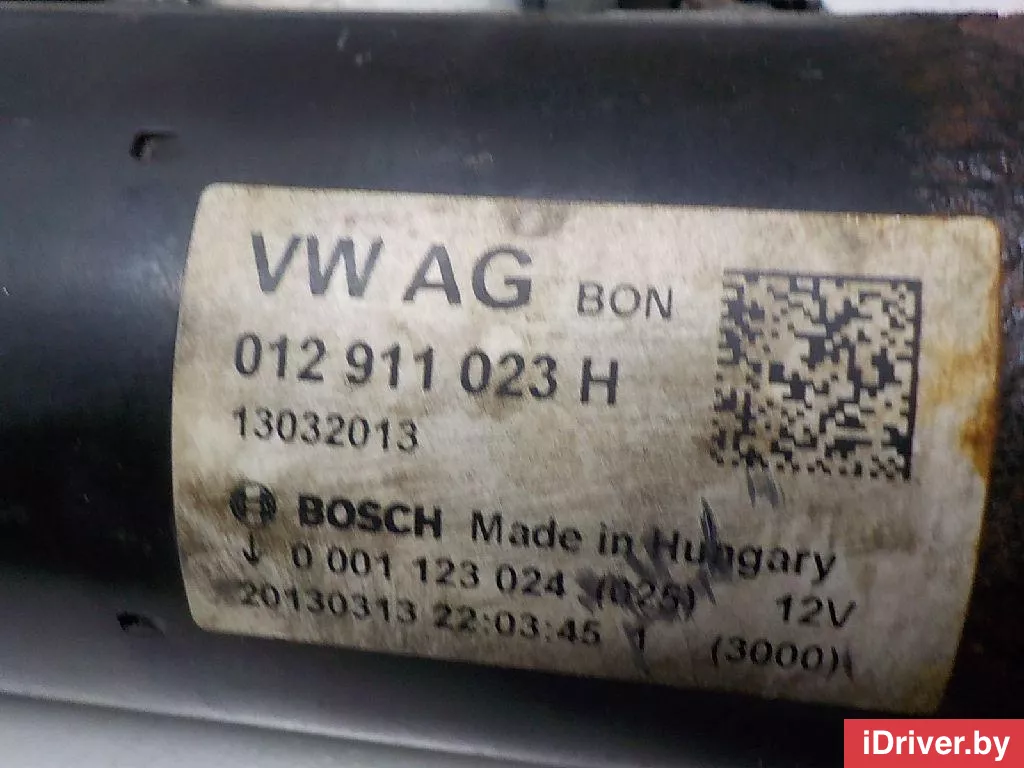 VW AG BON
012 911 023 H
13032013
BOSCH Made in Hungary
↓ 0 001 123 024 (025) 12V
20130313 22:03:45 1 (3000)
iDriver.by